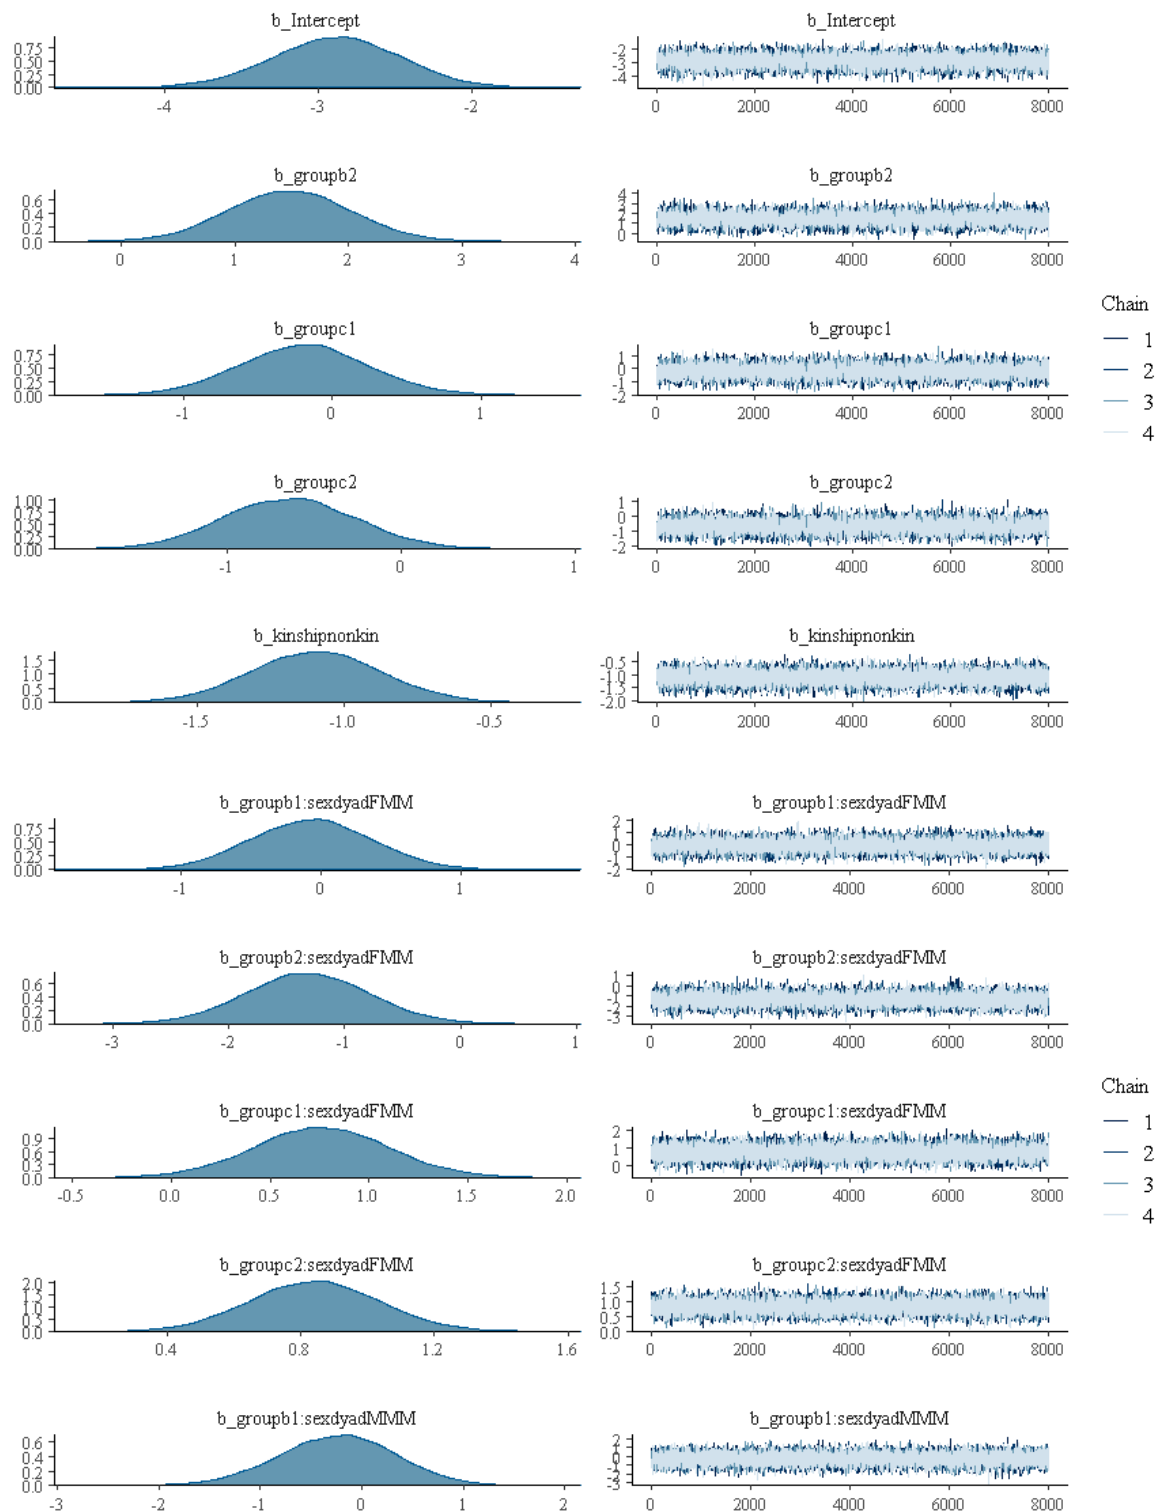 b_Intercept
0.75
0.50
0.25
0.00
-4 -3 -2
b_Intercept
-2
-3
-4
0 2000 4000 6000 8000
b_groupb2
0.6
0.4
0.2
0.0
0 1 2 3 4
b_groupb2
4
3
2
1
0
0 2000 4000 6000 8000
b_groupc1
0.75
0.50
0.25
0.00
-1 0 1
b_groupc1
1
0
-1
-2
0 2000 4000 6000 8000
Chain
1
2
3
4
b_groupc2
1.00
0.75
0.50
0.25
0.00
-1 0 1
b_groupc2
1
0
-1
-2
0 2000 4000 6000 8000
b_kinshipnonkin
1.5
1.0
0.5
0.0
-1.5 -1.0 -0.5
b_kinshipnonkin
-0.5
-1.0
-1.5
-2.0
0 2000 4000 6000 8000
b_groupb1:sexdyadFMM
0.75
0.50
0.25
0.00
-1 0 1
b_groupb1:sexdyadFMM
2
1
0
-1
-2
0 2000 4000 6000 8000
b_groupb2:sexdyadFMM
0.6
0.4
0.2
0.0
-3 -2 -1 0 1
b_groupb2:sexdyadFMM
1
0
-1
-2
-3
0 2000 4000 6000 8000
b_groupc1:sexdyadFMM
0.9
0.6
0.3
0.0
-0.5 0.0 0.5 1.0 1.5 2.0
b_groupc1:sexdyadFMM
2
1
0
0 2000 4000 6000 8000
Chain
1
2
3
4
b_groupc2:sexdyadFMM
2.0
1.5
1.0
0.5
0.0
0.4 0.8 1.2 1.6
b_groupc2:sexdyadFMM
1.5
1.0
0.5
0.0
0 2000 4000 6000 8000
b_groupb1:sexdyadMMM
0.6
0.4
0.2
0.0
-3 -2 -1 0 1 2
b_groupb1:sexdyadMMM
2
1
0
-1
-2
-3
0 2000 4000 6000 8000